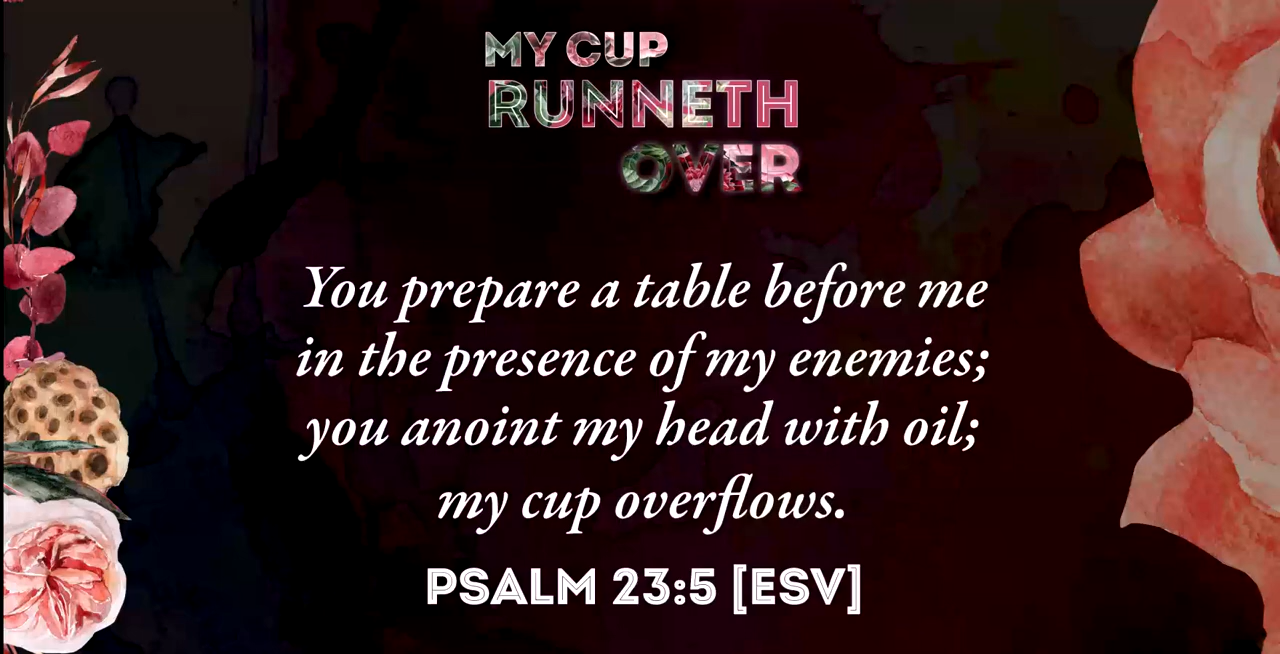 MY CUP
RUNNETH
OVER
You prepare a table before me
in the presence of my enemies;
you anoint my head with oil;
my cup overflows.
PSALM 23:5 [ESV]